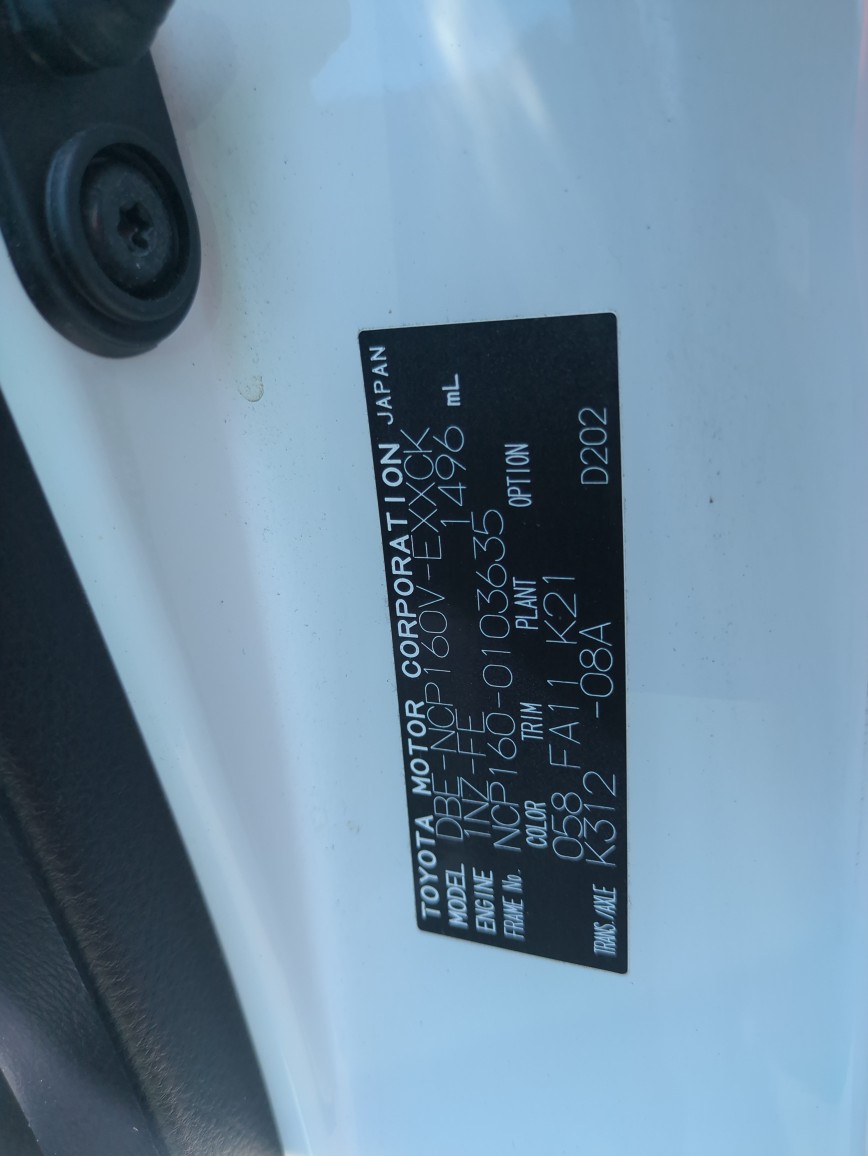 TOYOTA MOTOR CORPORATION JAPAN
MODEL DBE-NCP160V-EXXCK
ENGINE 1NZ-FE 1496 mL
FRAME No. NCP160-0103635
COLOR TRIM PLANT OPTION
058 FA11 K21
TRANS./AXLE K312 -08A D202